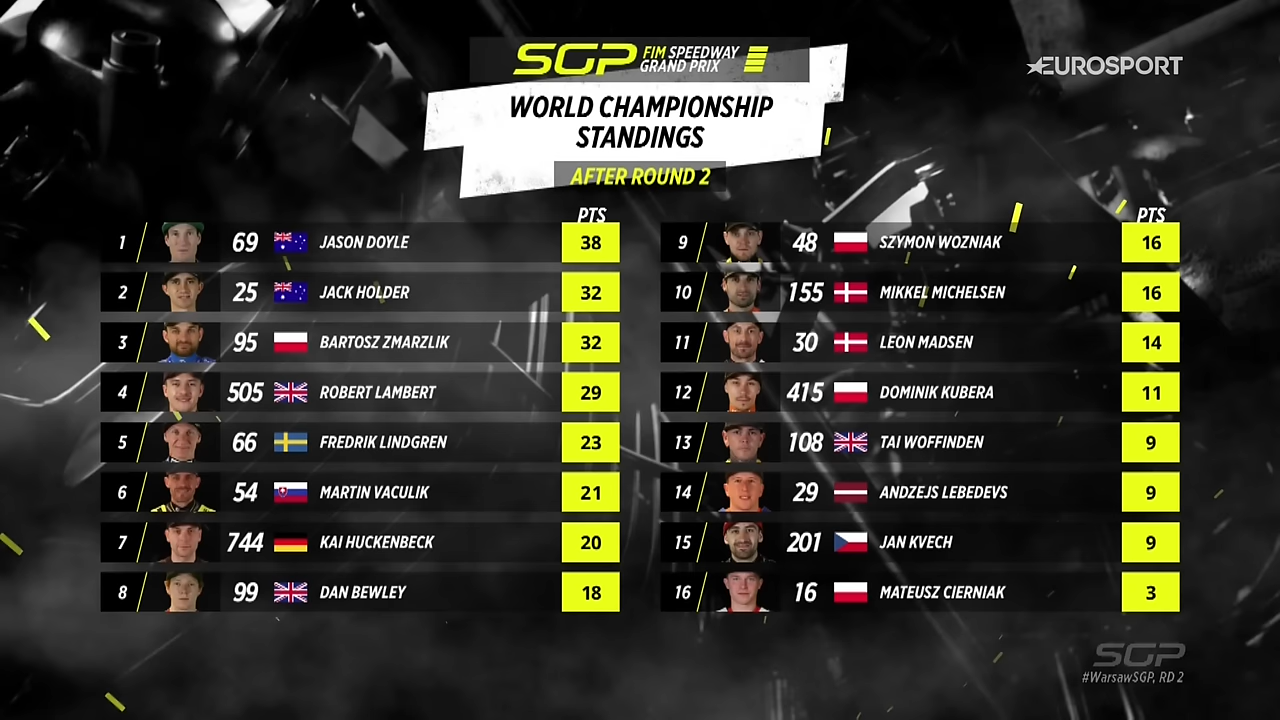 SGP FIM SPEEDWAY
GRAND PRIX
EUROSPORT
WORLD CHAMPIONSHIP
STANDINGS
AFTER ROUND 2
PTS
1 69 JASON DOYLE 38
2 25 JACK HOLDER 32
3 95 BARTOSZ ZMARZLIK 32
4 505 ROBERT LAMBERT 29
5 66 FREDRIK LINDGREN 23
6 54 MARTIN VACULIK 21
7 744 KAI HUCKENBECK 20
8 99 DAN BEWLEY 18
PTS
9 48 SZYMON WOZNIAK 16
10 155 MIKKEL MICHELSEN 16
11 30 LEON MADSEN 14
12 415 DOMINIK KUBERA 11
13 108 TAI WOFFINDEN 9
14 29 ANDZEJS LEBEDEVS 9
15 201 JAN KVECH 9
16 16 MATEUSZ CIERNIAK 3
SGP
#WarsawSGP, RD 2